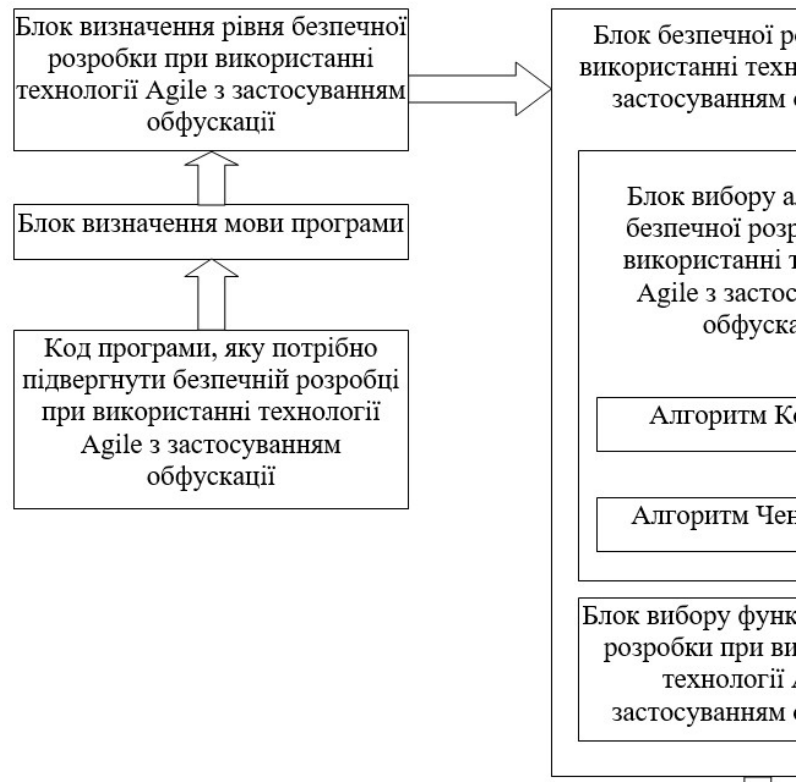 Блок визначення рівня безпечної
розробки при використанні
технології Agile з застосуванням
обфускації
Блок визначення мови програми
Код програми, яку потрібно
підвергнути безпечній розробці
при використанні технології
Agile з застосуванням
обфускації
Блок безпечної
використанні
застосуванням
Блок вибору
безпечної
використанні
Agile з
Алгоритм
Алгоритм
Блок вибору
розробки при
технології
застосуванням